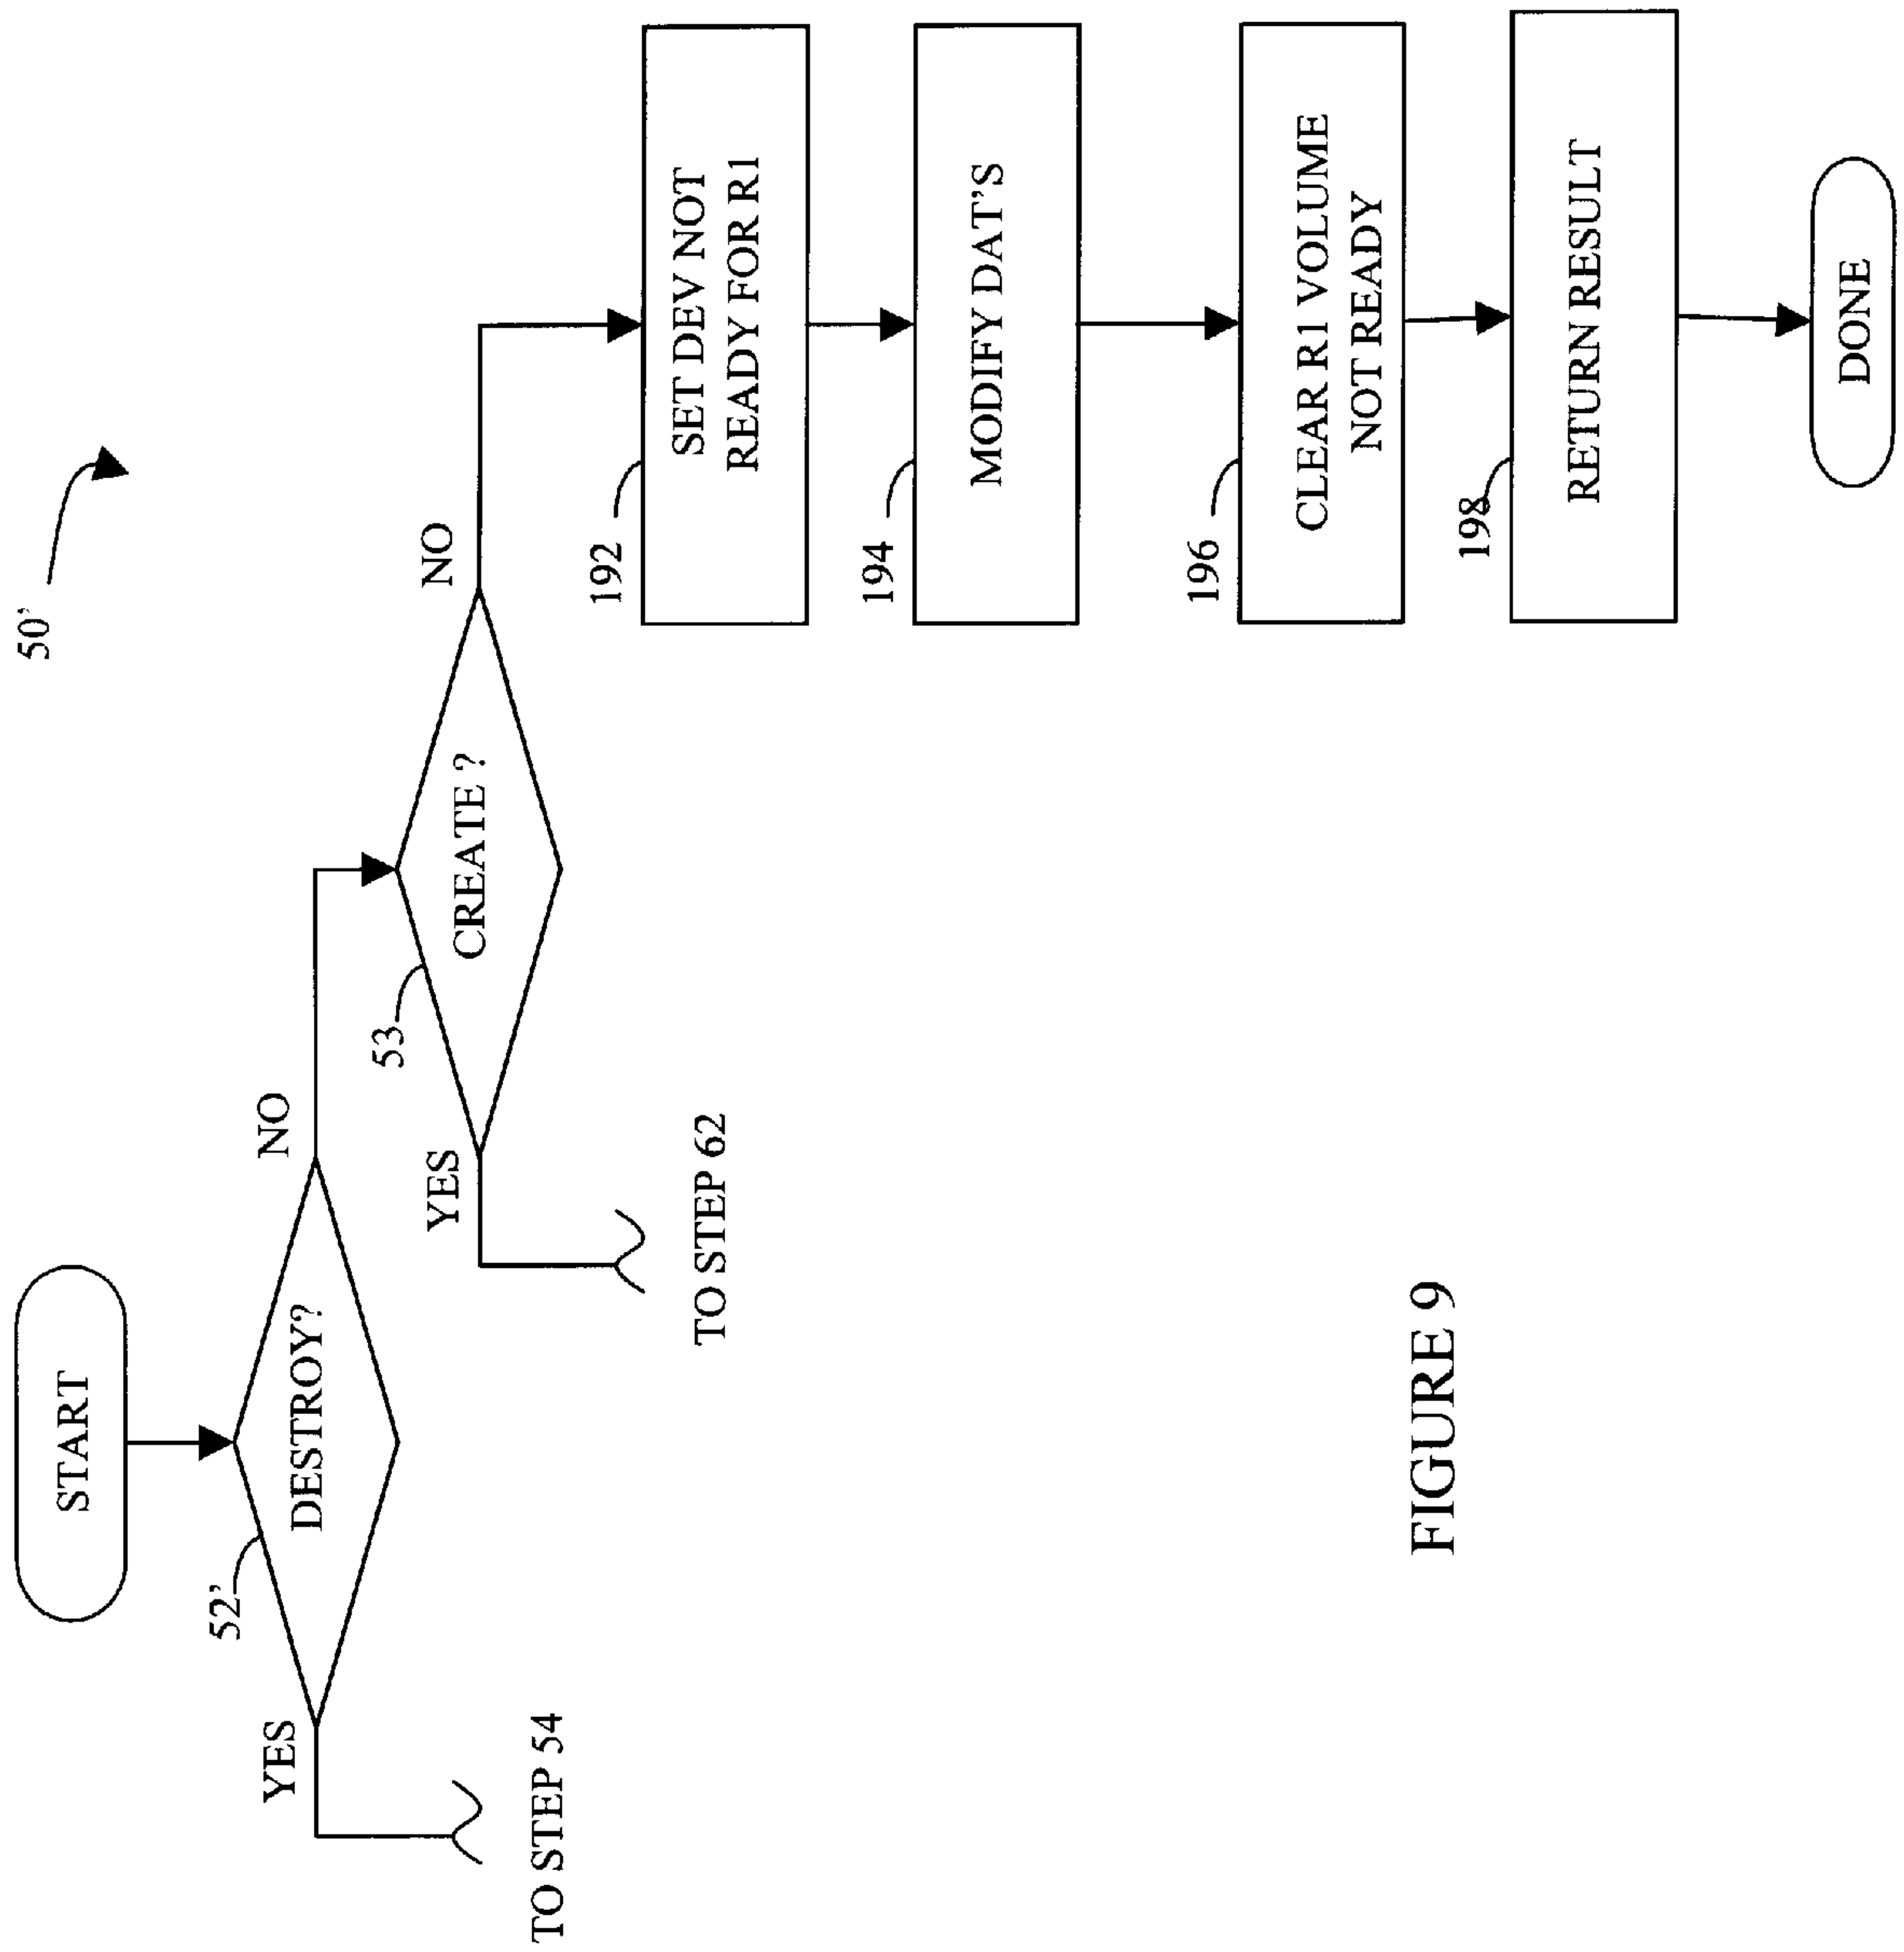 50'
START
52'
DESTROY?
YES
NO
TO STEP 54
53
CREATE ?
YES
NO
TO STEP 62
192
SET DEV NOT
READY FOR R1
194
MODIFY DAT'S
196
CLEAR R1 VOLUME
NOT READY
198
RETURN RESULT
DONE
FIGURE 9